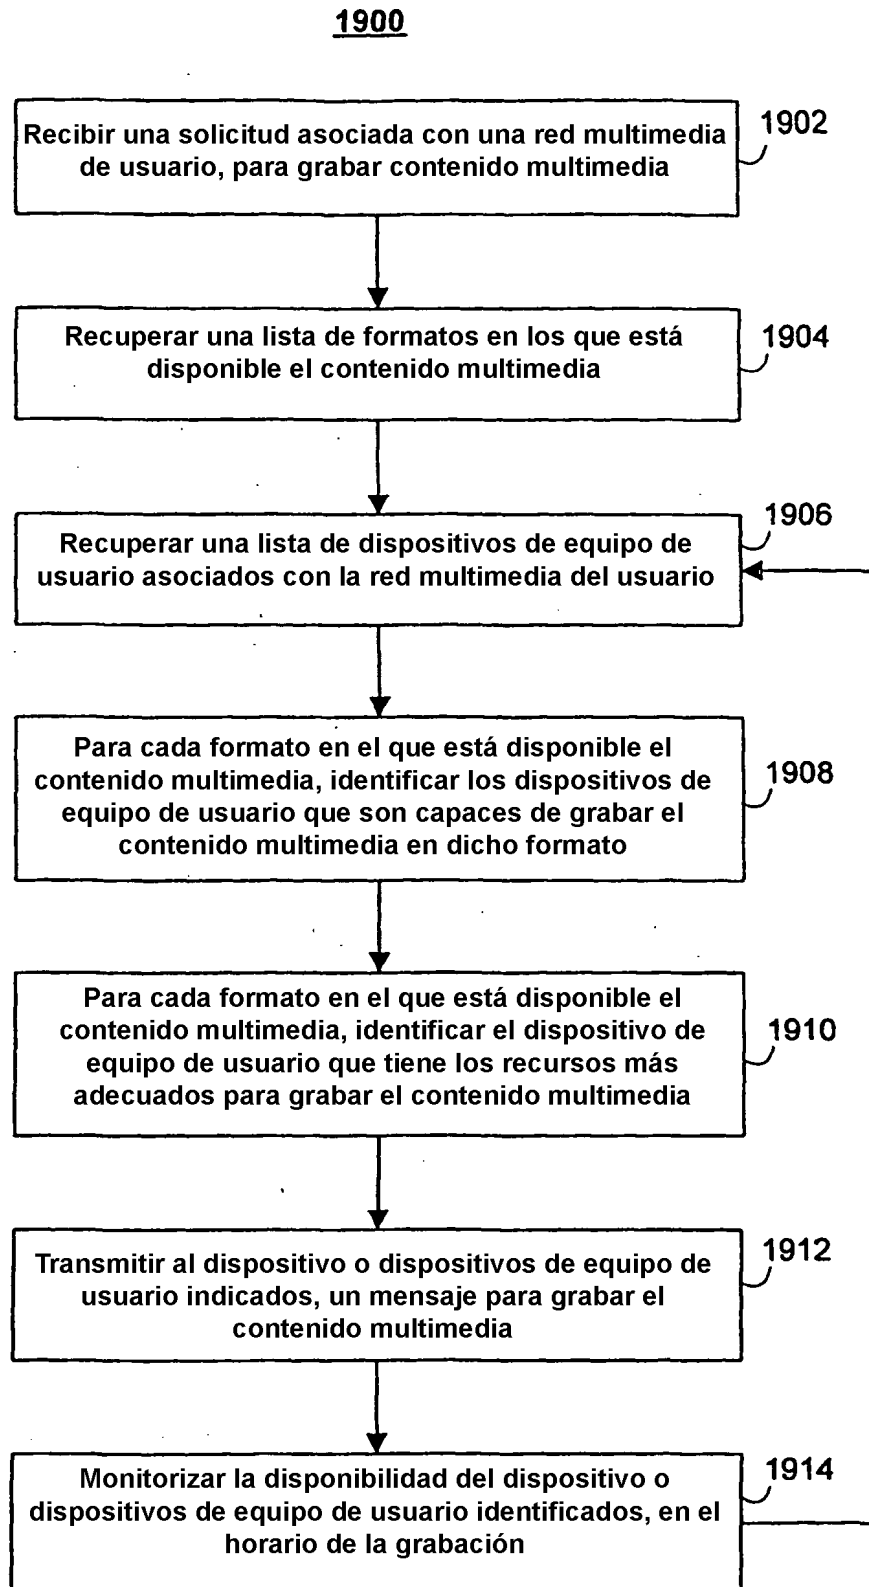 1900
Recibir una solicitud asociada con una red multimedia
de usuario, para grabar contenido multimedia
1902
Recuperar una lista de formatos en los que está
disponible el contenido multimedia
1904
Recuperar una lista de dispositivos de equipo de
usuario asociados con la red multimedia del usuario
1906
Para cada formato en el que está disponible el
contenido multimedia, identificar los dispositivos de
equipo de usuario que son capaces de grabar el
contenido multimedia en dicho formato
1908
Para cada formato en el que está disponible el
contenido multimedia, identificar el dispositivo de
equipo de usuario que tiene los recursos más
adecuados para grabar el contenido multimedia
1910
Transmitir al dispositivo o dispositivos de equipo de
usuario indicados, un mensaje para grabar el
contenido multimedia
1912
Monitorizar la disponibilidad del dispositivo o
dispositivos de equipo de usuario identificados, en el
horario de la grabación
1914